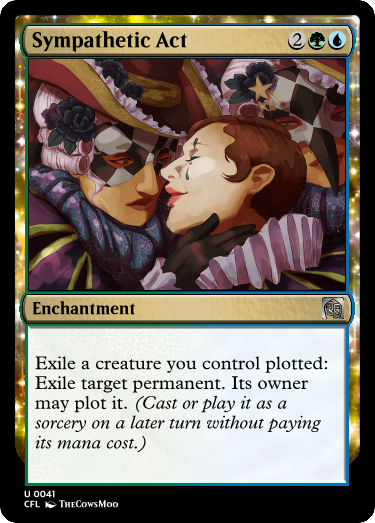 Sympathetic Act 2
Enchantment
Exile a creature you control plotted:
Exile target permanent. Its owner
may plot it. (Cast or play it as a
sorcery on a later turn without paying
its mana cost.)
U 0041
CFL TheCowsMoo